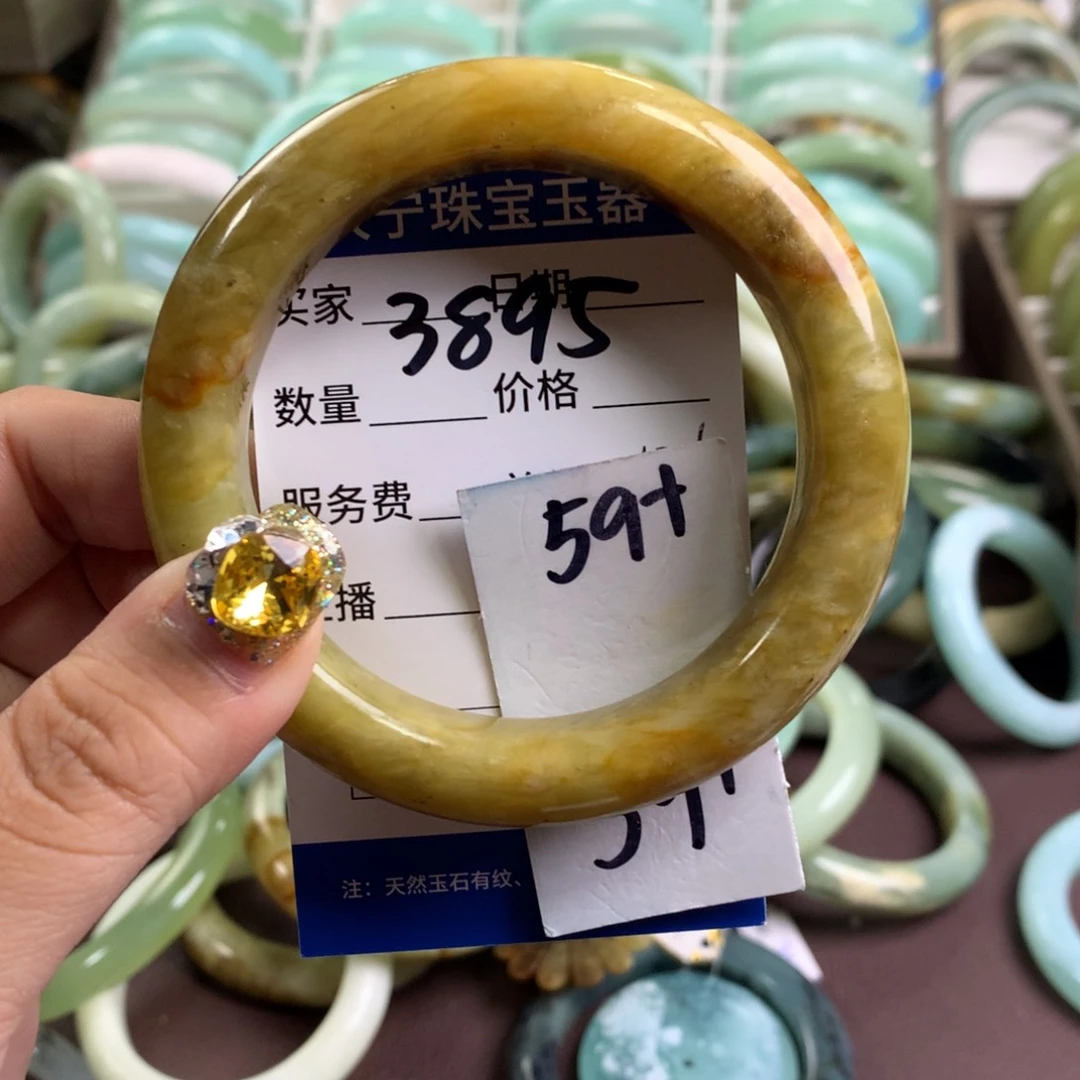 宁珠宝玉器
买家 日期
3895
数量 价格
服务费
59+
播
59+
注：天然玉石有纹、